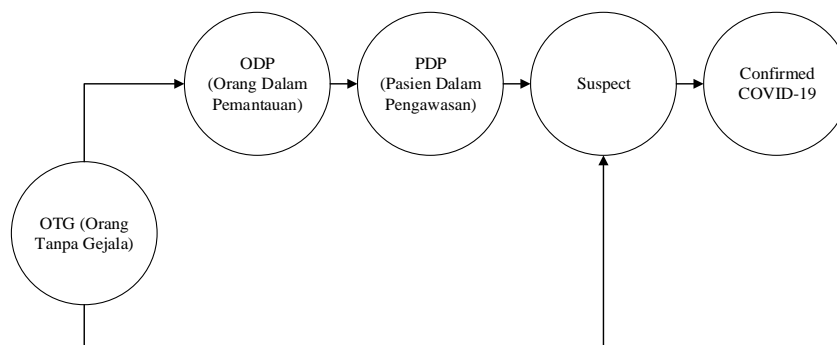 ODP
(Orang Dalam
Pemantauan)
PDP
(Pasien Dalam
Pengawasan)
Suspect
Confirmed
COVID-19
OTG (Orang
Tanpa Gejala)